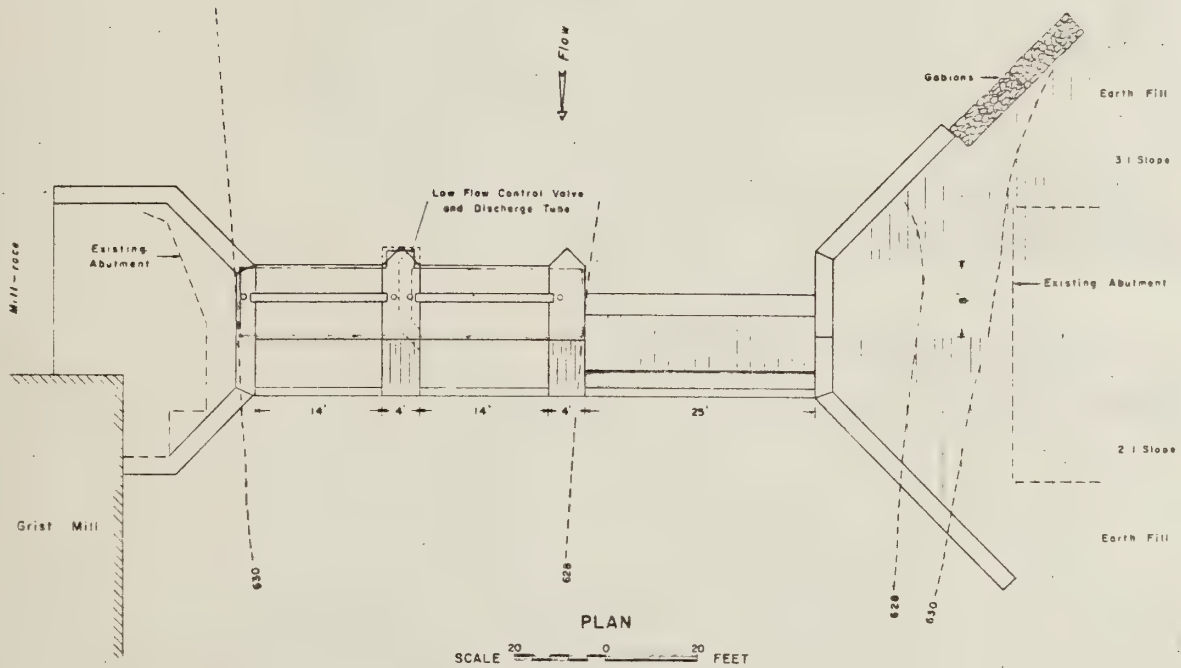 Flow
Gabions
Earth Fill
3 1 Slope
Low Flow Control Valve
and Discharge Tube
Existing
Abutment
Mill-race
Existing Abutment
8'
14'
4'
14'
4'
25'
2 1 Slope
Grist Mill
Earth Fill
630
628
628
630
PLAN
SCALE 20 0 20 FEET